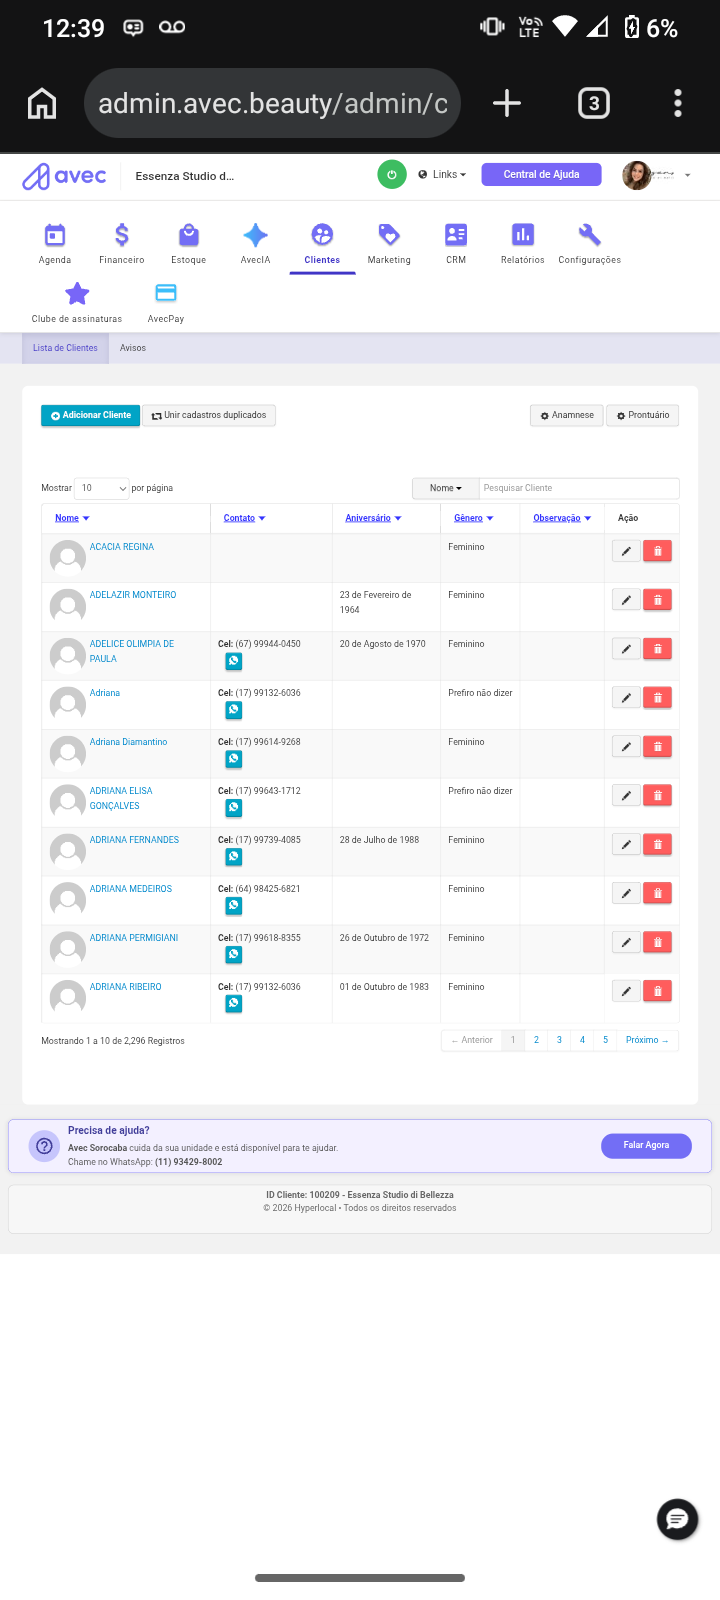 12:39
Vo
LTE
6%
admin.avec.beauty/admin/c
3
avec
Essenza Studio d...
Links
Central de Ajuda
Agenda
Financeiro
Estoque
AvecIA
Clientes
Marketing
CRM
Relatórios
Configurações
Clube de assinaturas
AvecPay
Lista de Clientes
Avisos
Adicionar Cliente
Unir cadastros duplicados
Anamnese
Prontuário
Mostrar 10 por página
Nome
Pesquisar Cliente
Nome Contato Aniversário Gênero Observação Ação
ACACIA REGINA Feminino
ADELAZIR MONTEIRO 23 de Fevereiro de Feminino
1964
ADELICE OLIMPIA DE Cel: (67) 99944-0450 20 de Agosto de 1970 Feminino
PAULA
Adriana Cel: (17) 99132-6036 Prefiro não dizer
Adriana Diamantino Cel: (17) 99614-9268 Feminino
ADRIANA ELISA Cel: (17) 99643-1712 Prefiro não dizer
GONÇALVES
ADRIANA FERNANDES Cel: (17) 99739-4085 28 de Julho de 1988 Feminino
ADRIANA MEDEIROS Cel: (64) 98425-6821 Feminino
ADRIANA PERMIGIANI Cel: (17) 99618-8355 26 de Outubro de 1972 Feminino
ADRIANA RIBEIRO Cel: (17) 99132-6036 01 de Outubro de 1983 Feminino
Mostrando 1 a 10 de 2,296 Registros
← Anterior 1 2 3 4 5 Próximo →
Precisa de ajuda?
Avec Sorocaba cuida da sua unidade e está disponível para te ajudar.
Chame no WhatsApp: (11) 93429-8002
Falar Agora
ID Cliente: 100209 - Essenza Studio di Bellezza
© 2026 Hyperlocal • Todos os direitos reservados